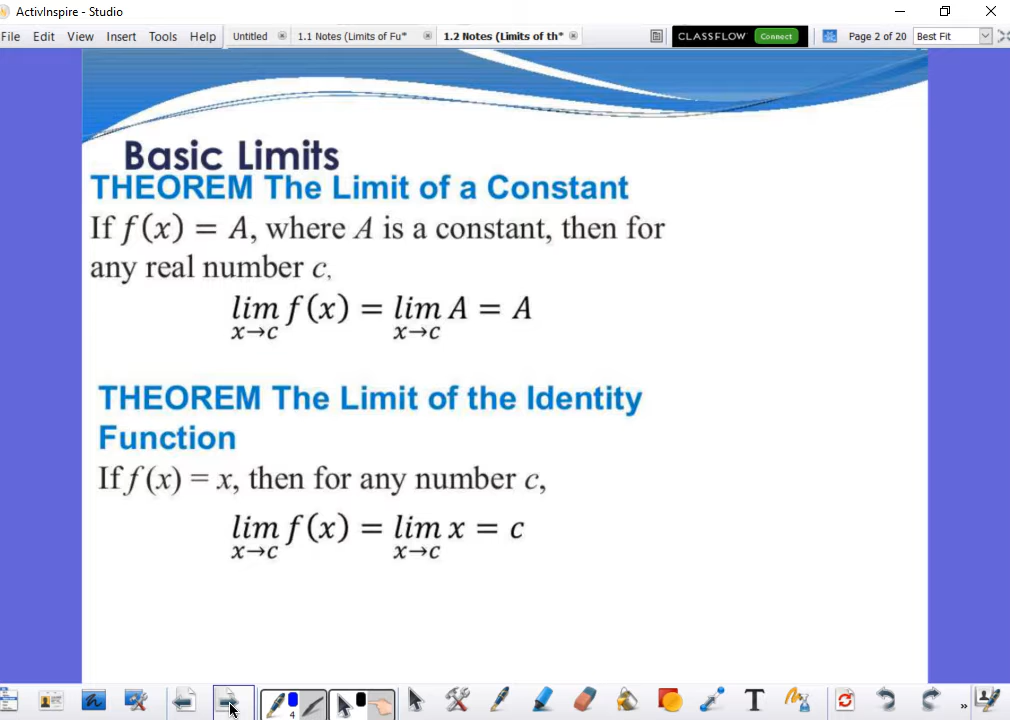 ActivInspire - Studio
File Edit View Insert Tools Help Untitled 1.1 Notes (Limits of Fu* 1.2 Notes (Limits of th* CLASSFLOW Connect Page 2 of 20 Best Fit
Basic Limits
THEOREM The Limit of a Constant
If f(x) = A, where A is a constant, then for
any real number c,
lim f(x) = lim A = A
x→c x→c
THEOREM The Limit of the Identity
Function
If f (x) = x, then for any number c,
lim f(x) = lim x = c
x→c x→c
4 T »